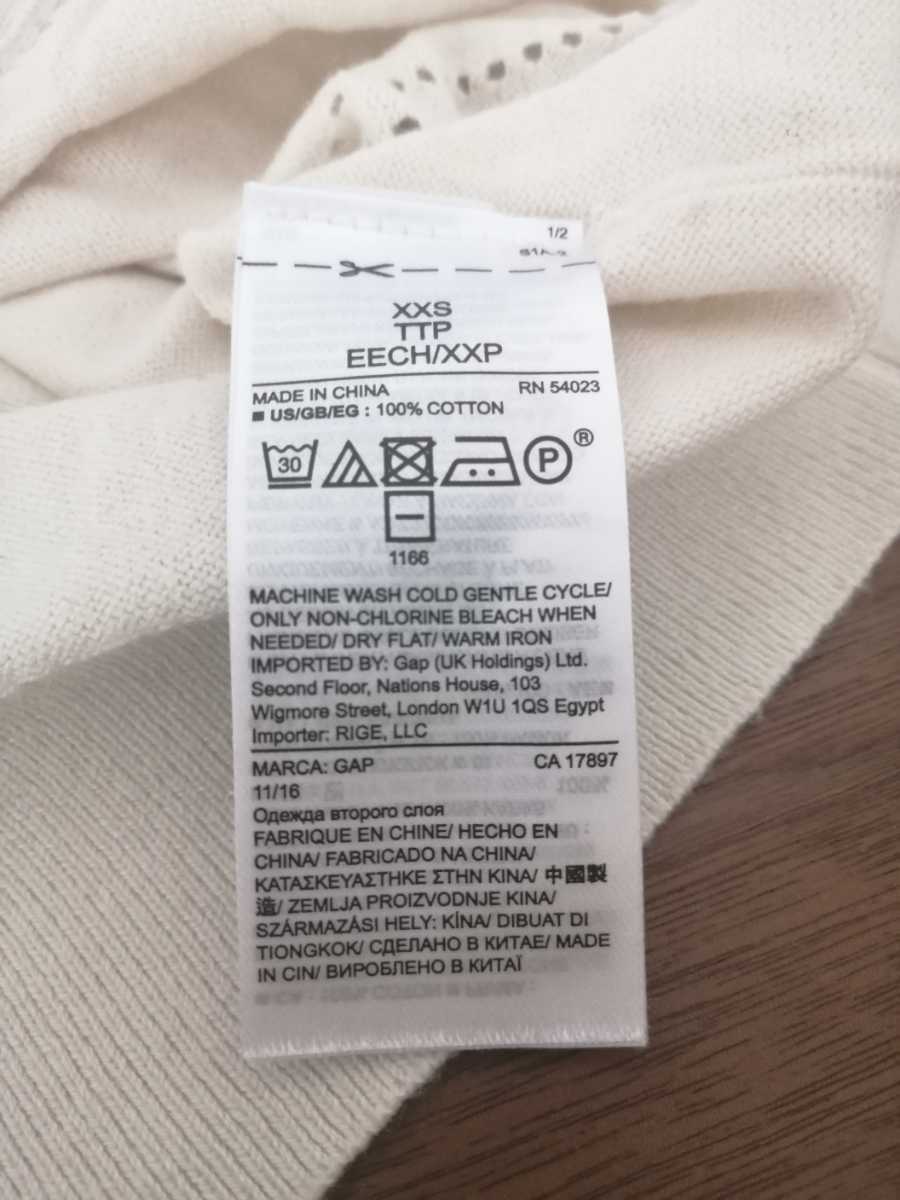 1/2
XXS
TTP
EECH/XXP
MADE IN CHINA RN 54023
■ US/GB/EG : 100% COTTON
30 P ®
1166
MACHINE WASH COLD GENTLE CYCLE/
ONLY NON-CHLORINE BLEACH WHEN
NEEDED/ DRY FLAT/ WARM IRON
IMPORTED BY: Gap (UK Holdings) Ltd.
Second Floor, Nations House, 103
Wigmore Street, London W1U 1QS Egypt
Importer: RIGE, LLC
MARCA: GAP CA 17897
11/16
Одежда второго слоя
FABRIQUE EN CHINE/ HECHO EN
CHINA/ FABRICADO NA CHINA/
ΚΑΤΑΣΚΕΥΑΣΤΗΚΕ ΣΤΗΝ ΚΙΝΑ/ 中國製
造/ ZEMLJA PROIZVODNJE KINA/
SZÁRMAZÁSI HELY: KÍNA/ DIBUAT DI
TIONGKOK/ СДЕЛАНО В КИТАЕ/ MADE
IN CIN/ ВИРОБЛЕНО В КИТАЇ